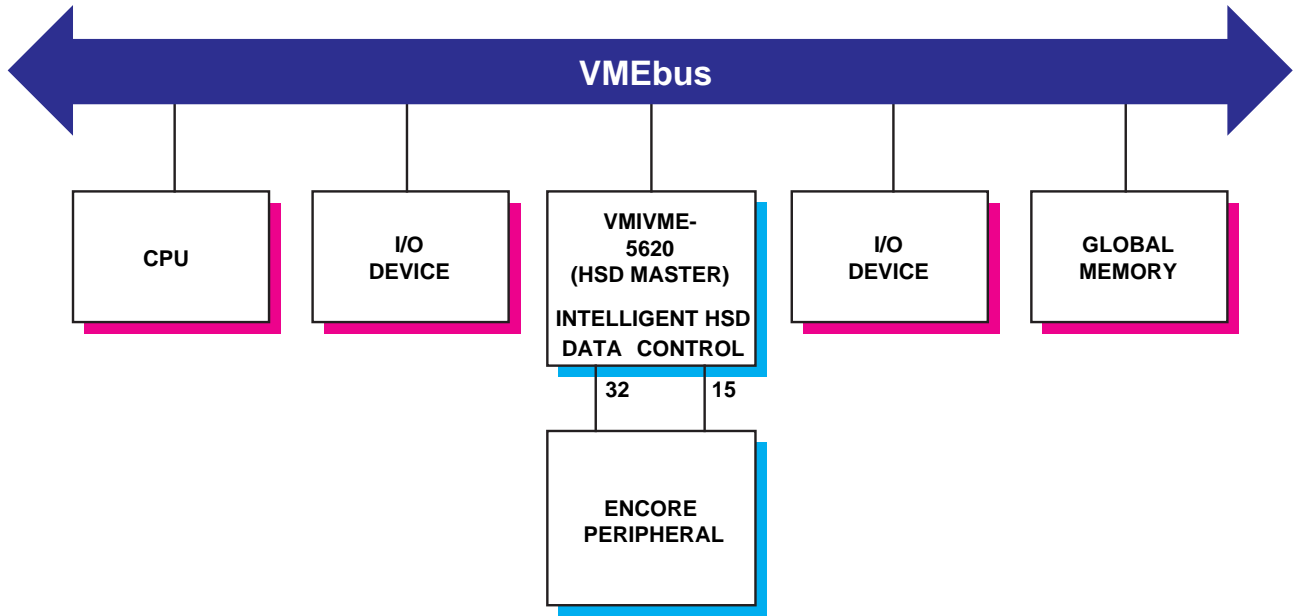 VMEbus
CPU
I/O
DEVICE
VMIVME-
5620
(HSD MASTER)
INTELLIGENT HSD
DATA CONTROL
I/O
DEVICE
GLOBAL
MEMORY
32
15
ENCORE
PERIPHERAL